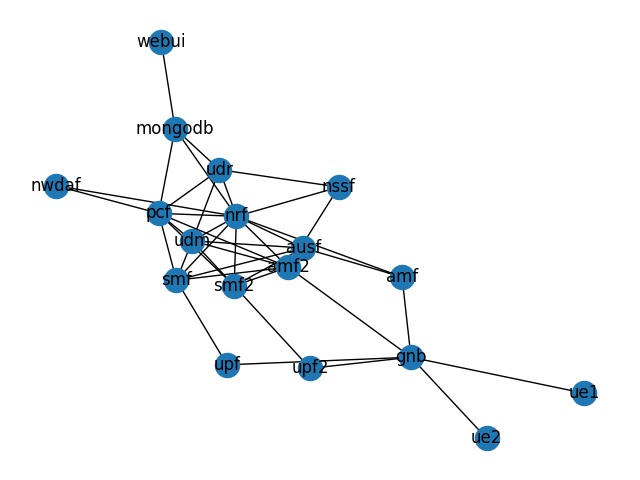 webui
mongodb
udr
nwdaf
nssf
pcf
nrf
udm
ausf
amf2
smf
smf2
amf
upf
upf2
gnb
ue1
ue2